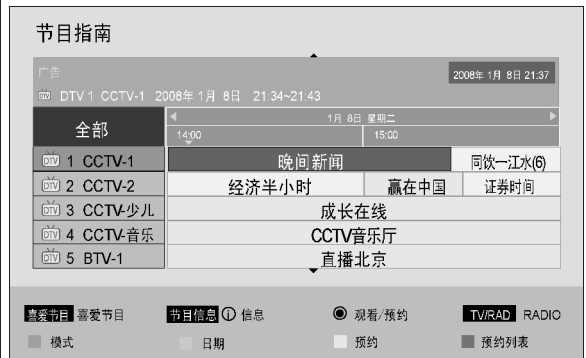 节目指南
广告
2008年 1月 8日 21:37
DTV DTV 1 CCTV-1 2008年 1月 8日 21:34~21:43
全部
1月 8日 星期二
14:00 15:00
DTV 1 CCTV-1 晚间新闻 同饮一江水(6)
DTV 2 CCTV-2 经济半小时 赢在中国 证券时间
DTV 3 CCTV-少儿 成长在线
DTV 4 CCTV-音乐 CCTV音乐厅
DTV 5 BTV-1 直播北京
喜爱节目 喜爱节目 节目信息 ⓘ 信息 ◉ 观看/预约 TV/RAD RADIO
模式 日期 预约 预约列表